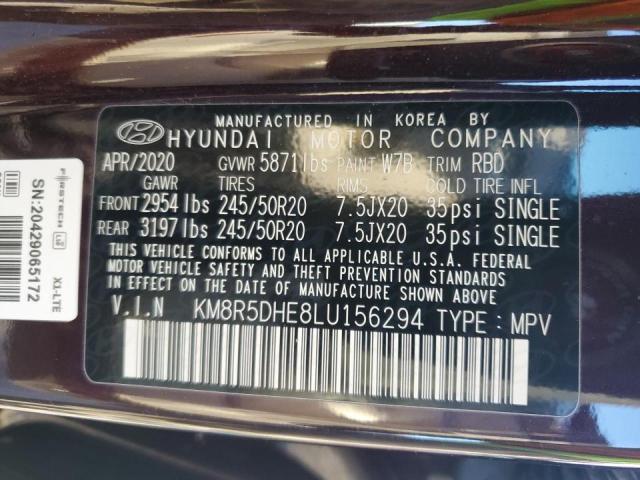 MANUFACTURED IN KOREA BY
HYUNDAI MOTOR COMPANY
APR/2020 GVWR 5871lbs PAINT W7B TRIM RBD
GAWR TIRES RIMS COLD TIRE INFL
FRONT 2954 lbs 245/50R20 7.5JX20 35psi SINGLE
REAR 3197 lbs 245/50R20 7.5JX20 35psi SINGLE
THIS VEHICLE CONFORMS TO ALL APPLICABLE U.S.A. FEDERAL
MOTOR VEHICLE SAFETY AND THEFT PREVENTION STANDARDS
IN EFFECT ON THE DATE OF MANUFACTURE SHOWN ABOVE.
V.I.N KM8R5DHE8LU156294 TYPE : MPV
FIRSTECH
SN:20429065172
X1-LTE